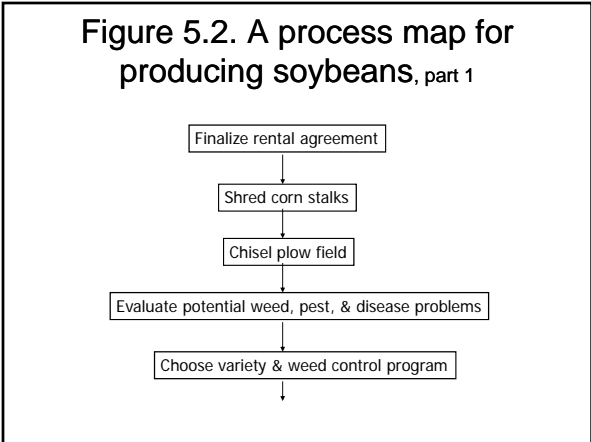 Figure 5.2. A process map for
producing soybeans, part 1
Finalize rental agreement
Shred corn stalks
Chisel plow field
Evaluate potential weed, pest, & disease problems
Choose variety & weed control program